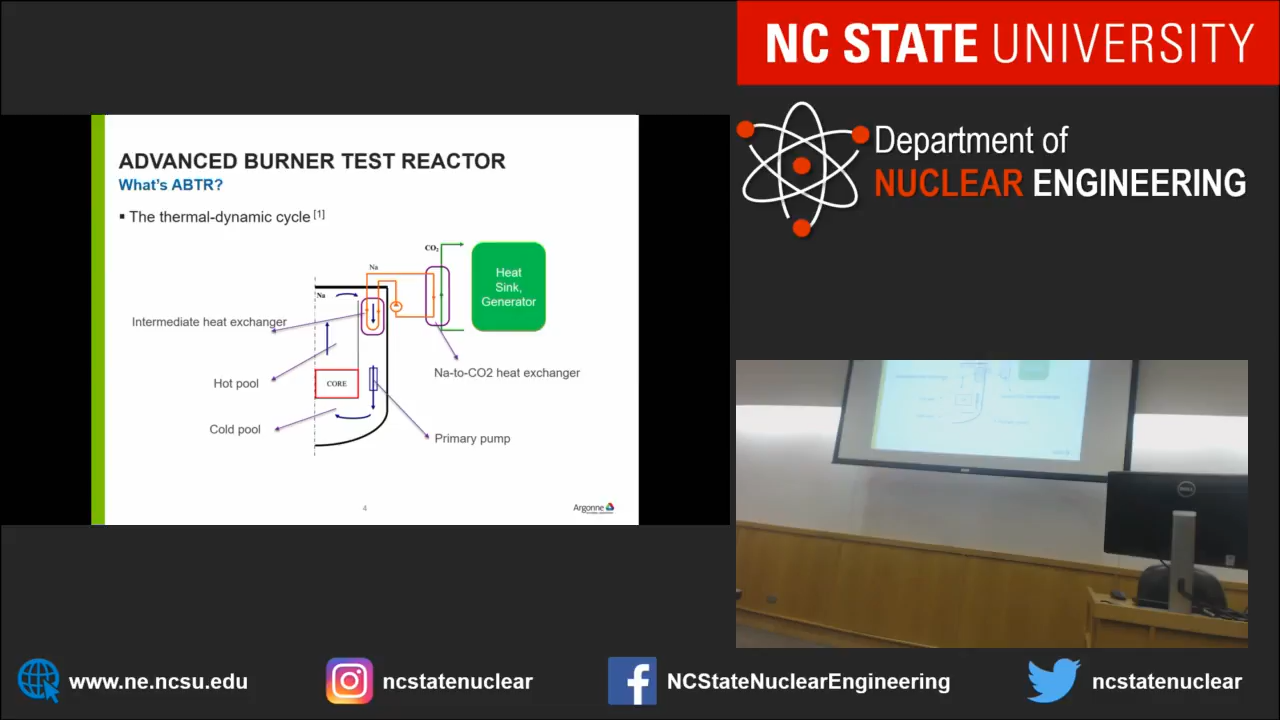 NC STATE UNIVERSITY
Department of
NUCLEAR ENGINEERING
ADVANCED BURNER TEST REACTOR
What's ABTR?
▪ The thermal-dynamic cycle [1]
CO2
Na
Na
Heat
Sink,
Generator
Intermediate heat exchanger
Na-to-CO2 heat exchanger
Hot pool
CORE
Cold pool
Primary pump
4
Argonne
DELL
www.ne.ncsu.edu
ncstatenuclear
NCStateNuclearEngineering
ncstatenuclear